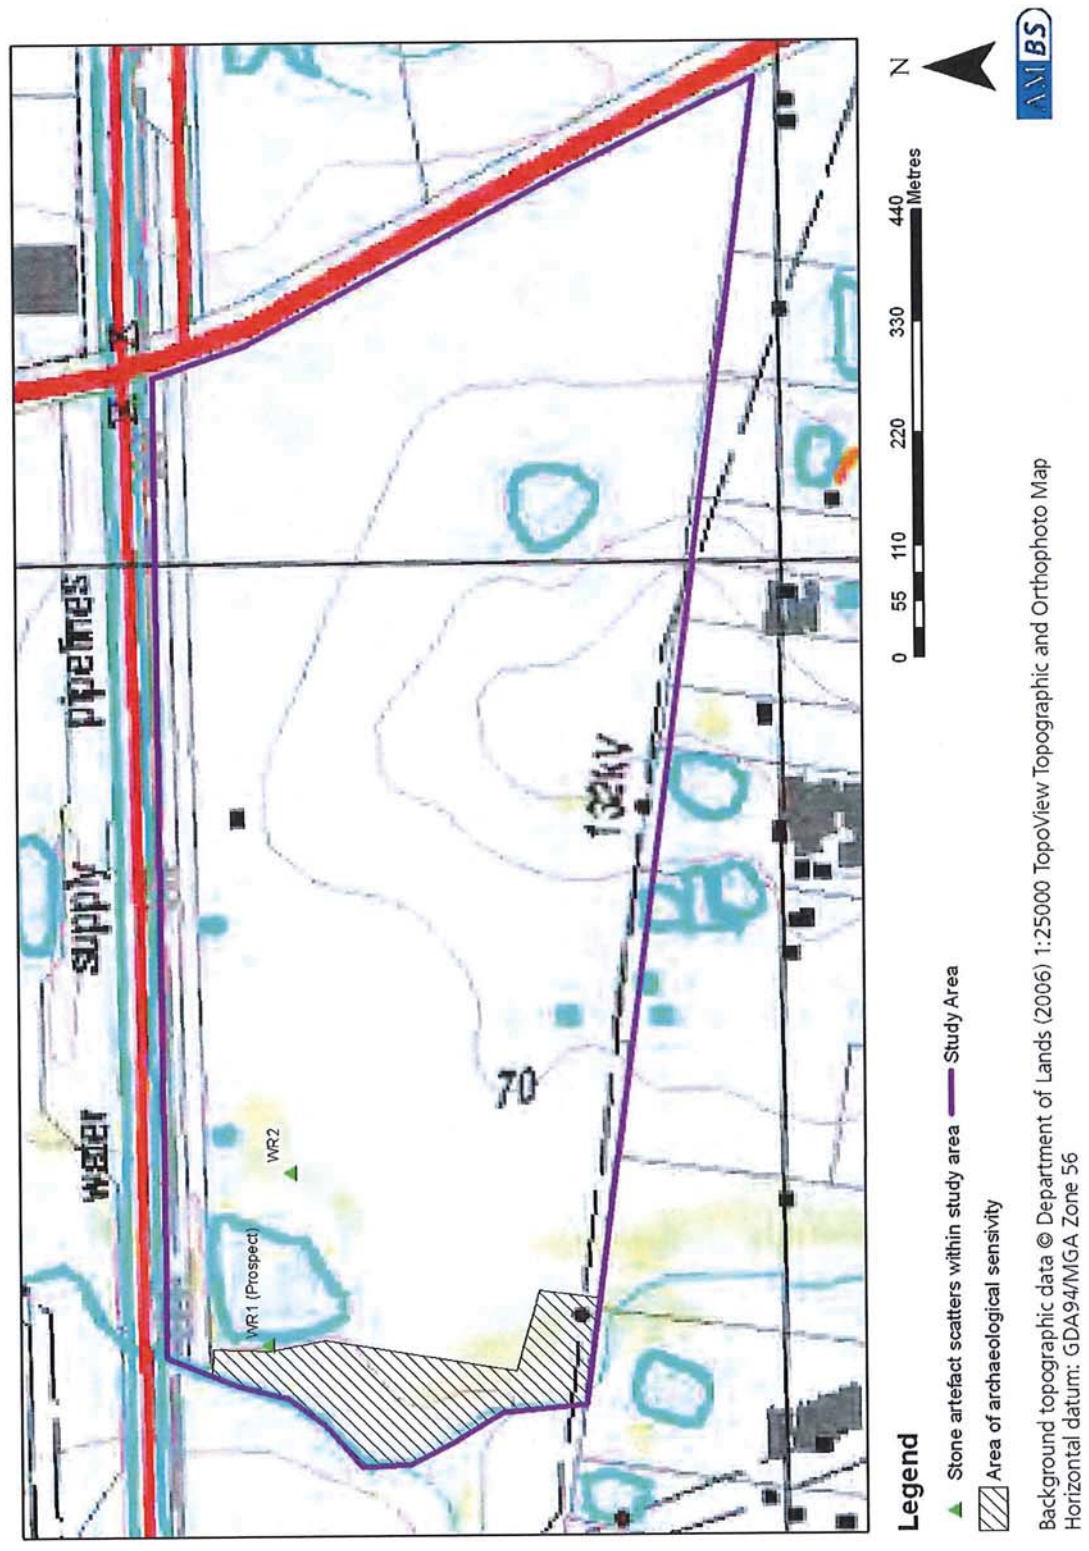 water supply pipelines
WR1 (Prospect)
WR2
70
132kV
N
0 55 110 220 330 440
Metres
AMBS
Legend
Stone artefact scatters within study area
Study Area
Area of archaeological sensivity
Background topographic data © Department of Lands (2006) 1:25000 TopoView Topographic and Orthophoto Map
Horizontal datum: GDA94/MGA Zone 56